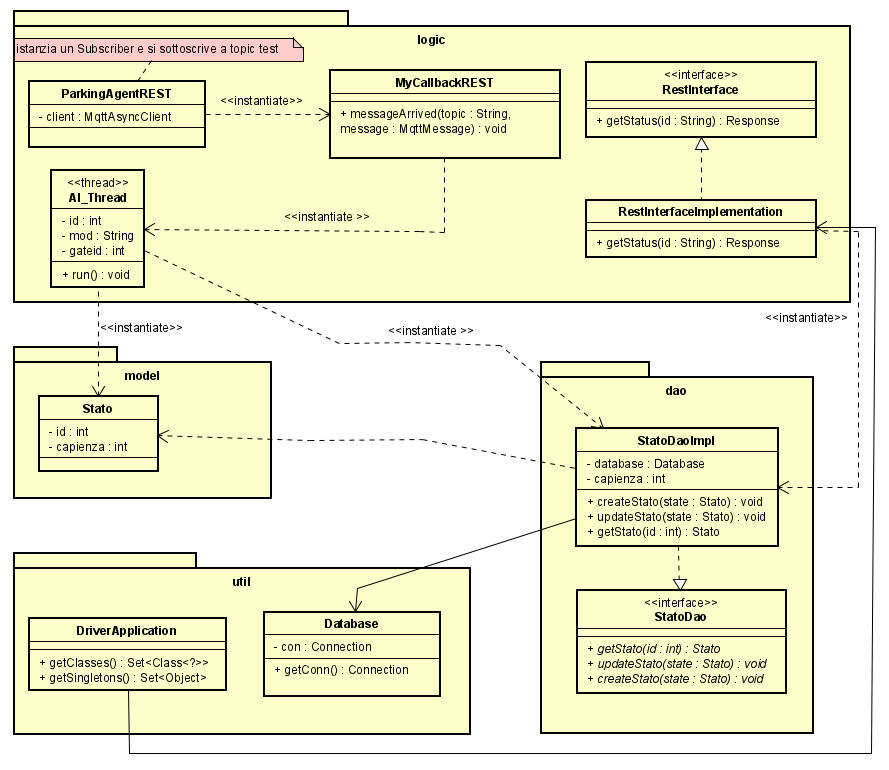 logic
istanzia un Subscriber e si sottoscrive a topic test
ParkingAgentREST
- client : MqttAsyncClient
<<instantiate>>
MyCallbackREST
+ messageArrived(topic : String,
message : MqttMessage) : void
<<interface>>
RestInterface
+ getStatus(id : String) : Response
<<thread>>
AI_Thread
- id : int
- mod : String
- gateid : int
+ run() : void
<<instantiate >>
RestInterfaceImplementation
+ getStatus(id : String) : Response
<<instantiate>>
<<instantiate >>
<<instantiate>>
model
Stato
- id : int
- capienza : int
dao
StatoDaoImpl
- database : Database
- capienza : int
+ createStato(state : Stato) : void
+ updateStato(state : Stato) : void
+ getStato(id : int) : Stato
<<interface>>
StatoDao
+ getStato(id : int) : Stato
+ updateStato(state : Stato) : void
+ createStato(state : Stato) : void
util
DriverApplication
+ getClasses() : Set<Class<?>>
+ getSingletons() : Set<Object>
Database
- con : Connection
+ getConn() : Connection